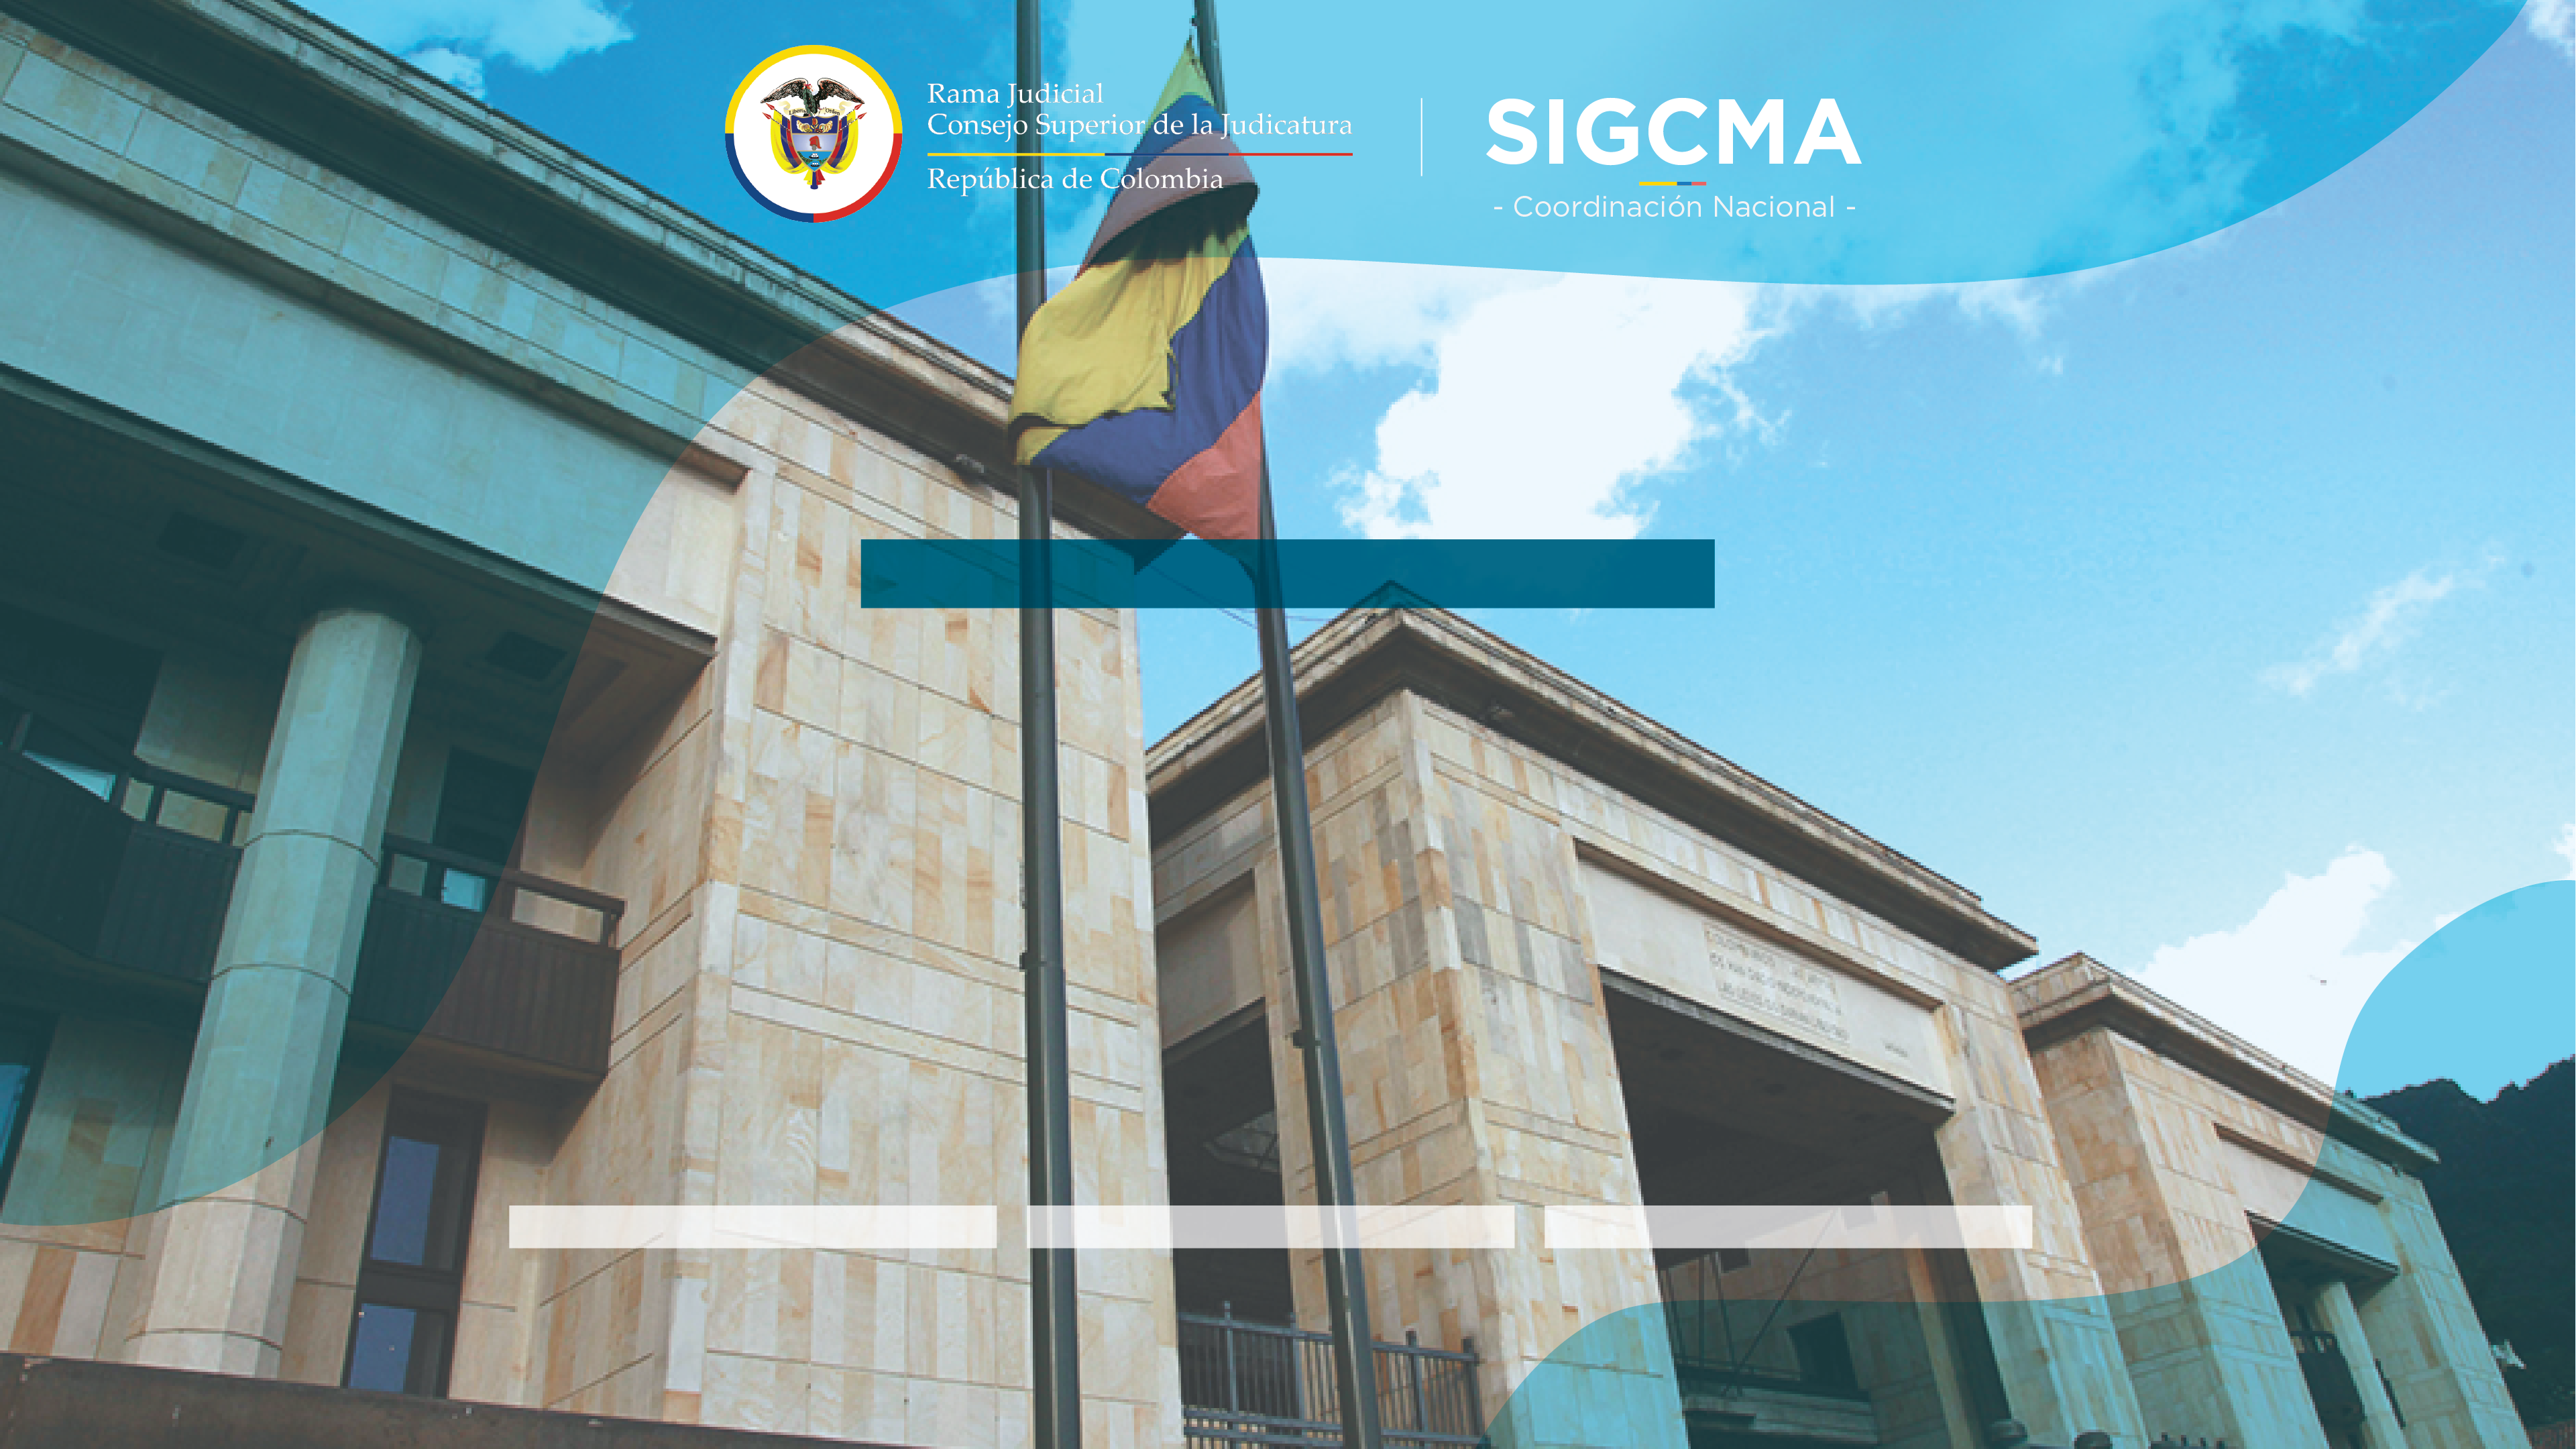 Rama Judicial
Consejo Superior de la Judicatura
República de Colombia
SIGCMA
- Coordinación Nacional -